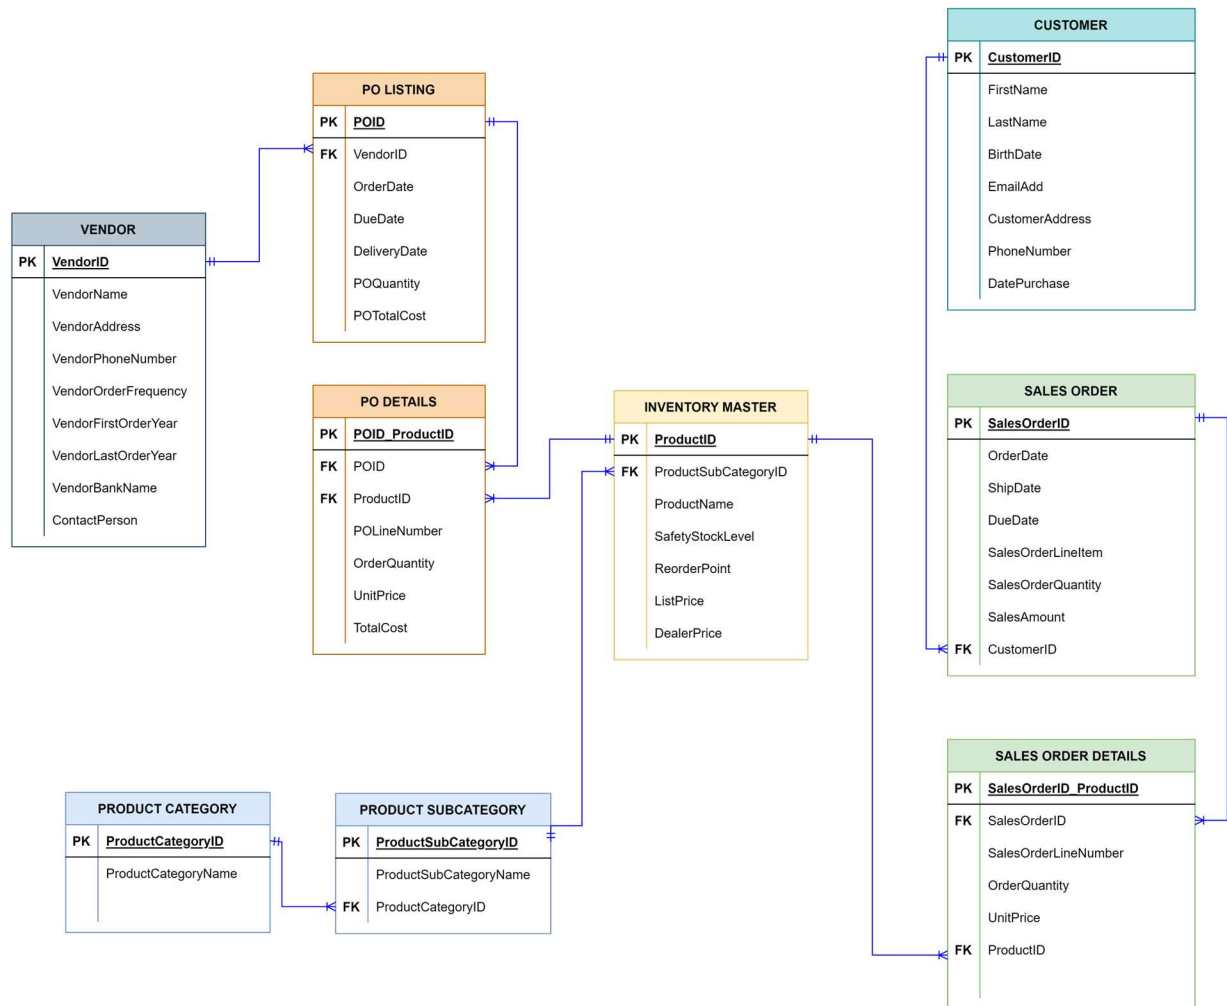 CUSTOMER
PK CustomerID
FirstName
LastName
BirthDate
EmailAdd
CustomerAddress
PhoneNumber
DatePurchase
PO LISTING
PK POID
FK VendorID
OrderDate
DueDate
DeliveryDate
POQuantity
POTotalCost
VENDOR
PK VendorID
VendorName
VendorAddress
VendorPhoneNumber
VendorOrderFrequency
VendorFirstOrderYear
VendorLastOrderYear
VendorBankName
ContactPerson
PO DETAILS
PK POID_ProductID
FK POID
FK ProductID
POLineNumber
OrderQuantity
UnitPrice
TotalCost
INVENTORY MASTER
PK ProductID
FK ProductSubCategoryID
ProductName
SafetyStockLevel
ReorderPoint
ListPrice
DealerPrice
SALES ORDER
PK SalesOrderID
OrderDate
ShipDate
DueDate
SalesOrderLineItem
SalesOrderQuantity
SalesAmount
FK CustomerID
PRODUCT CATEGORY
PK ProductCategoryID
ProductCategoryName
PRODUCT SUBCATEGORY
PK ProductSubCategoryID
ProductSubCategoryName
FK ProductCategoryID
SALES ORDER DETAILS
PK SalesOrderID_ProductID
FK SalesOrderID
SalesOrderLineNumber
OrderQuantity
UnitPrice
FK ProductID